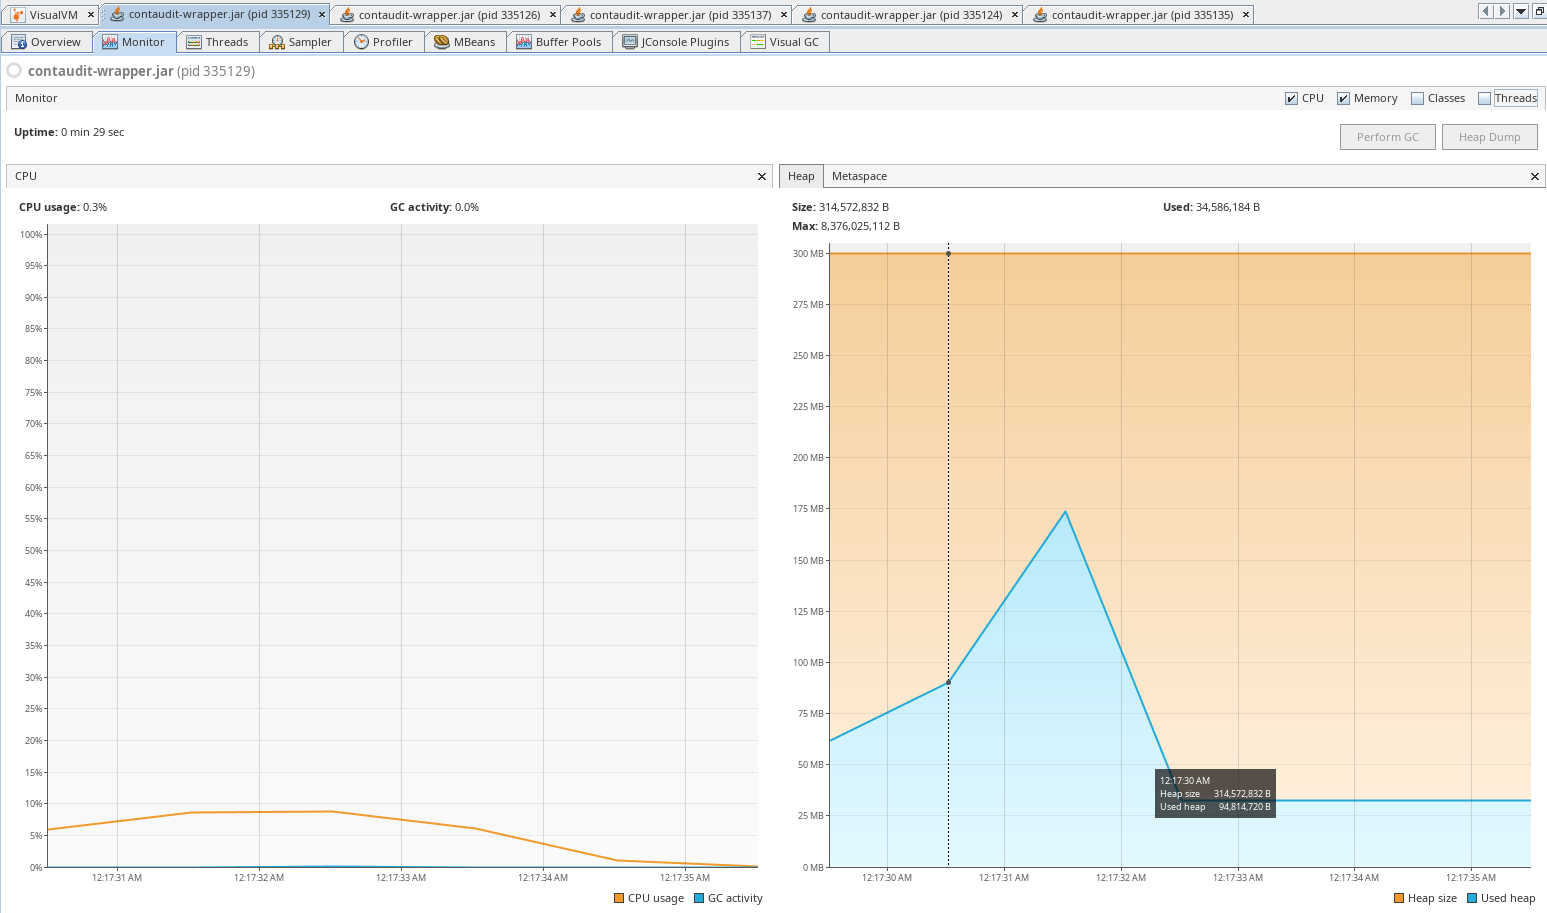 VisualVM contaudit-wrapper.jar (pid 335129) contaudit-wrapper.jar (pid 335126) contaudit-wrapper.jar (pid 335137) contaudit-wrapper.jar (pid 335124) contaudit-wrapper.jar (pid 335135)
Overview Monitor Threads Sampler Profiler MBeans Buffer Pools JConsole Plugins Visual GC
contaudit-wrapper.jar (pid 335129)
Monitor CPU Memory Classes Threads
Uptime: 0 min 29 sec
Perform GC Heap Dump
CPU
CPU usage: 0.3% GC activity: 0.0%
100%
95%
90%
85%
80%
75%
70%
65%
60%
55%
50%
45%
40%
35%
30%
25%
20%
15%
10%
5%
0%
12:17:31 AM 12:17:32 AM 12:17:33 AM 12:17:34 AM 12:17:35 AM
CPU usage GC activity
Heap Metaspace
Size: 314,572,832 B Used: 34,586,184 B
Max: 8,376,025,112 B
300 MB
275 MB
250 MB
225 MB
200 MB
175 MB
150 MB
125 MB
100 MB
75 MB
50 MB
25 MB
0 MB
12:17:30 AM
Heap size 314,572,832 B
Used heap 94,814,720 B
12:17:30 AM 12:17:31 AM 12:17:32 AM 12:17:33 AM 12:17:34 AM 12:17:35 AM
Heap size Used heap